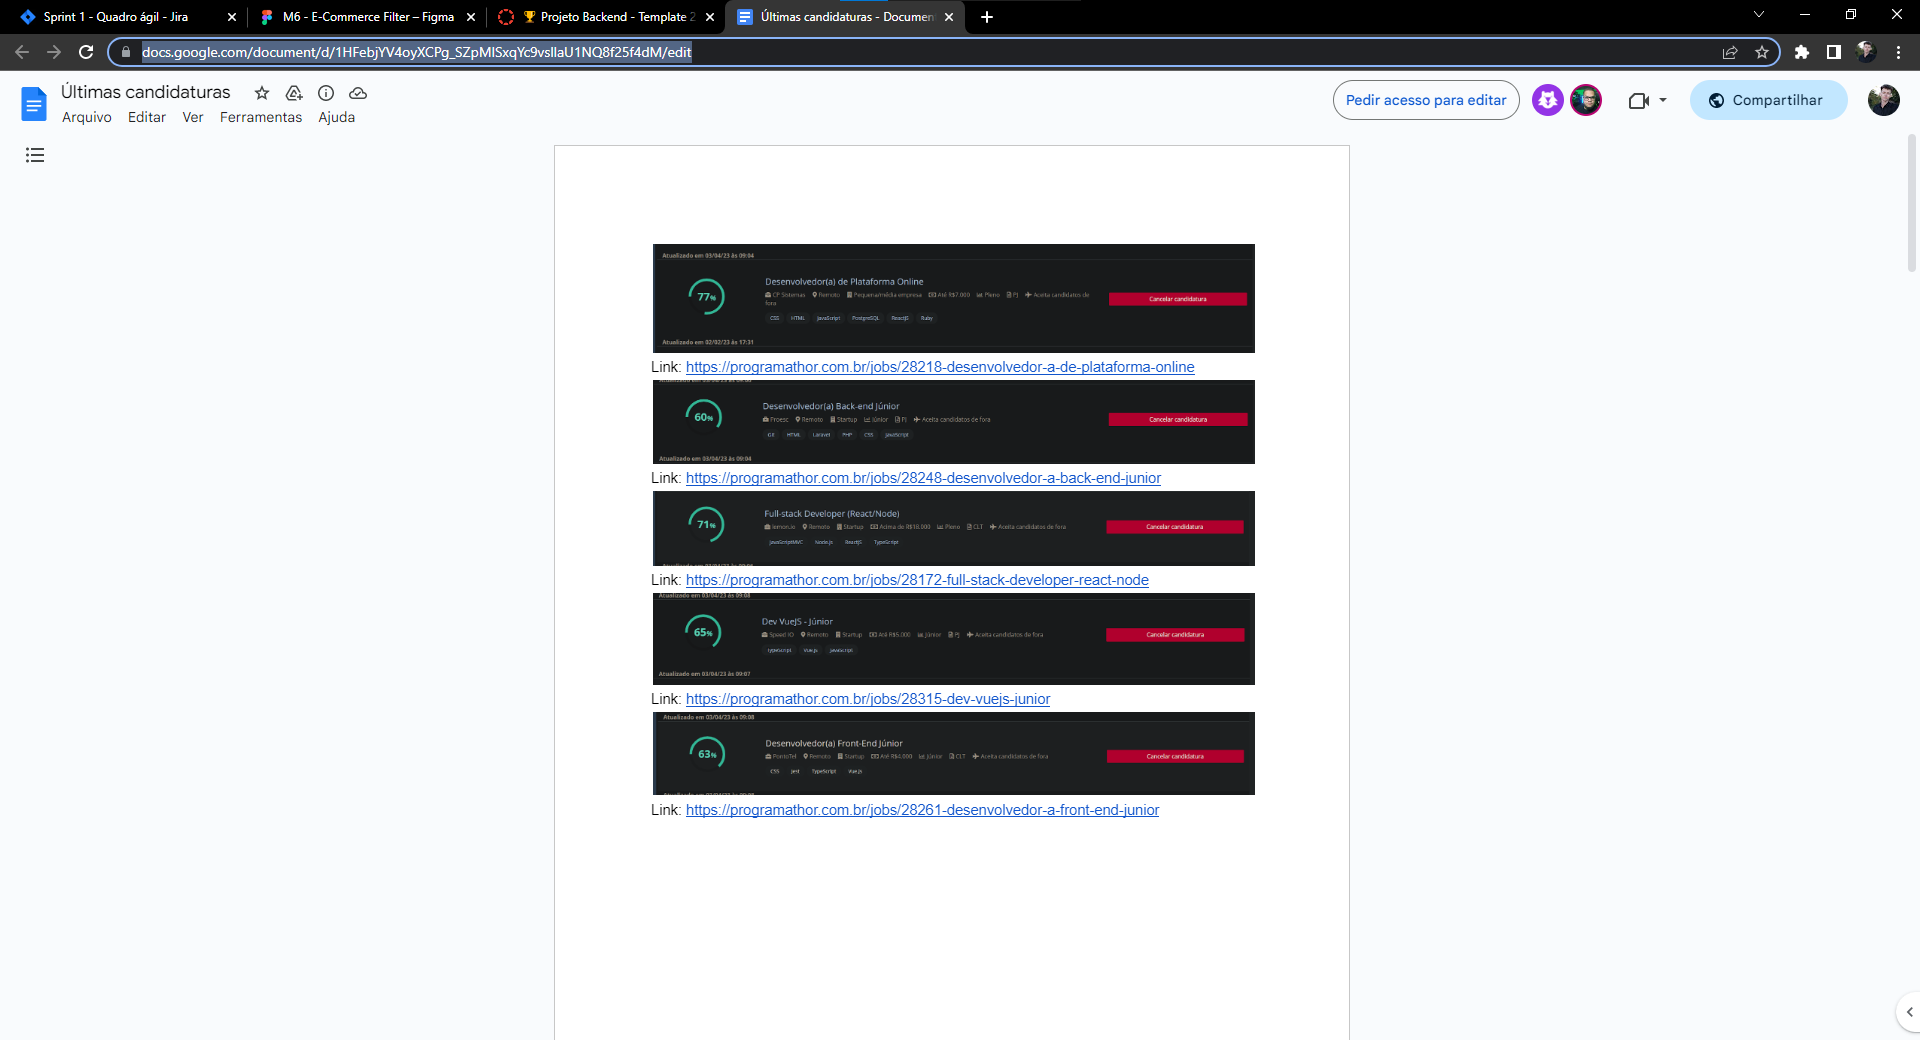 Sprint 1 - Quadro ágil - Jira
M6 - E-Commerce Filter – Figma
Projeto Backend - Template 2
Últimas candidaturas - Documen
docs.google.com/document/d/1HFebjYV4oyXCPg_SZpMlSxqYc9vsllaU1NQ8f25f4dM/edit
Últimas candidaturas
Arquivo Editar Ver Ferramentas Ajuda
Pedir acesso para editar
Compartilhar
Atualizado em 03/04/23 às 09:04
77%
Desenvolvedor(a) de Plataforma Online
CP Sistemas Remoto Pequena/média empresa Até R$7.000 Pleno PJ Aceita candidatos de
fora
Cancelar candidatura
CSS HTML JavaScript PostgreSQL ReactJS Ruby
Atualizado em 02/02/23 às 17:31
Link: https://programathor.com.br/jobs/28218-desenvolvedor-a-de-plataforma-online
60%
Desenvolvedor(a) Back-end Júnior
Proesc Remoto Startup Júnior PJ Aceita candidatos de fora
Cancelar candidatura
Git HTML Laravel PHP CSS JavaScript
Atualizado em 03/04/23 às 09:04
Link: https://programathor.com.br/jobs/28248-desenvolvedor-a-back-end-junior
71%
Full-stack Developer (React/Node)
lemon.io Remoto Startup Acima de R$18.000 Pleno CLT Aceita candidatos de fora
Cancelar candidatura
JavaScriptMVC Node.js ReactJS TypeScript
Link: https://programathor.com.br/jobs/28172-full-stack-developer-react-node
Atualizado em 03/04/23 às 09:08
65%
Dev VueJS - Júnior
Speed IO Remoto Startup Até R$5.000 Júnior PJ Aceita candidatos de fora
Cancelar candidatura
TypeScript Vue.js JavaScript
Atualizado em 03/04/23 às 09:07
Link: https://programathor.com.br/jobs/28315-dev-vuejs-junior
Atualizado em 03/04/23 às 09:08
63%
Desenvolvedor(a) Front-End Júnior
PontoTel Remoto Startup Até R$4.000 Júnior CLT Aceita candidatos de fora
Cancelar candidatura
CSS Jest TypeScript Vue.js
Link: https://programathor.com.br/jobs/28261-desenvolvedor-a-front-end-junior